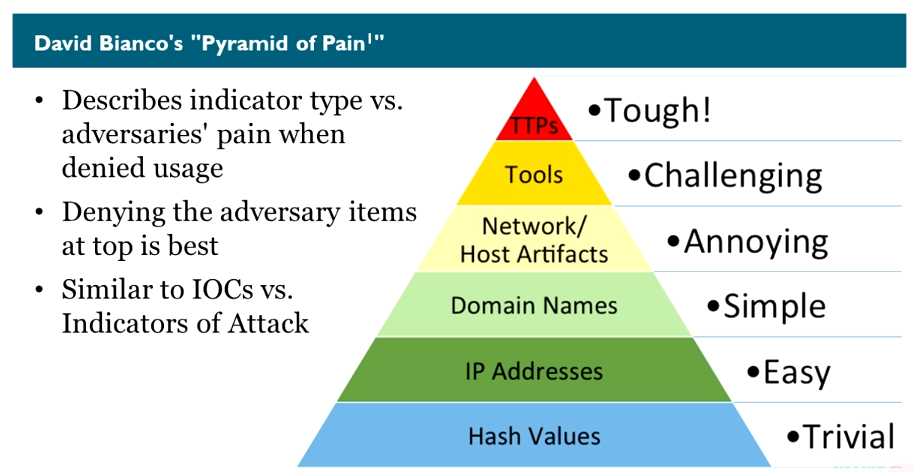 David Bianco's "Pyramid of Pain¹"
• Describes indicator type vs.
adversaries' pain when
denied usage
• Denying the adversary items
at top is best
• Similar to IOCs vs.
Indicators of Attack
TTPs
•Tough!
Tools
•Challenging
Network/
Host Artifacts
•Annoying
Domain Names
•Simple
IP Addresses
•Easy
Hash Values
•Trivial